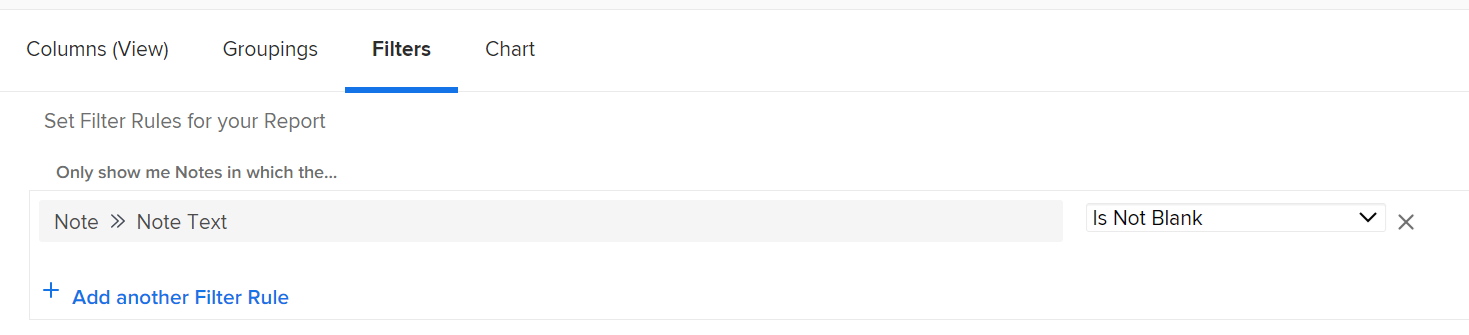 Columns (View) Groupings Filters Chart
Set Filter Rules for your Report
Only show me Notes in which the...
Note » Note Text Is Not Blank
+ Add another Filter Rule